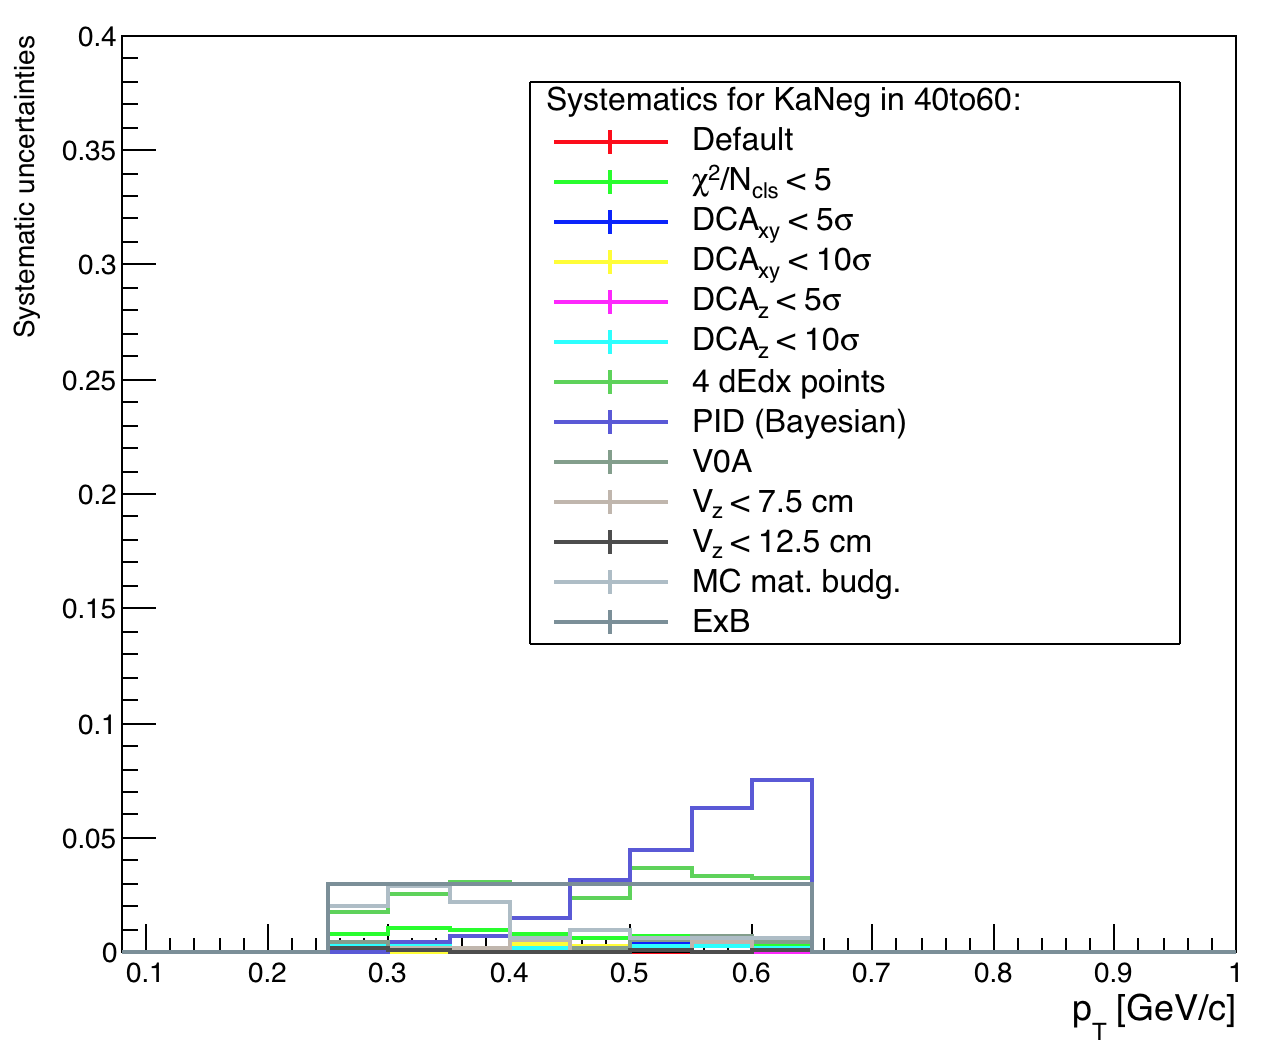 Systematic uncertainties
0.4
0.35
0.3
0.25
0.2
0.15
0.1
0.05
0
Systematics for KaNeg in 40to60:
Default
χ²/N_cls < 5
DCA_xy < 5σ
DCA_xy < 10σ
DCA_z < 5σ
DCA_z < 10σ
4 dEdx points
PID (Bayesian)
V0A
V_z < 7.5 cm
V_z < 12.5 cm
MC mat. budg.
ExB
0.1 0.2 0.3 0.4 0.5 0.6 0.7 0.8 0.9 1
p_T [GeV/c]